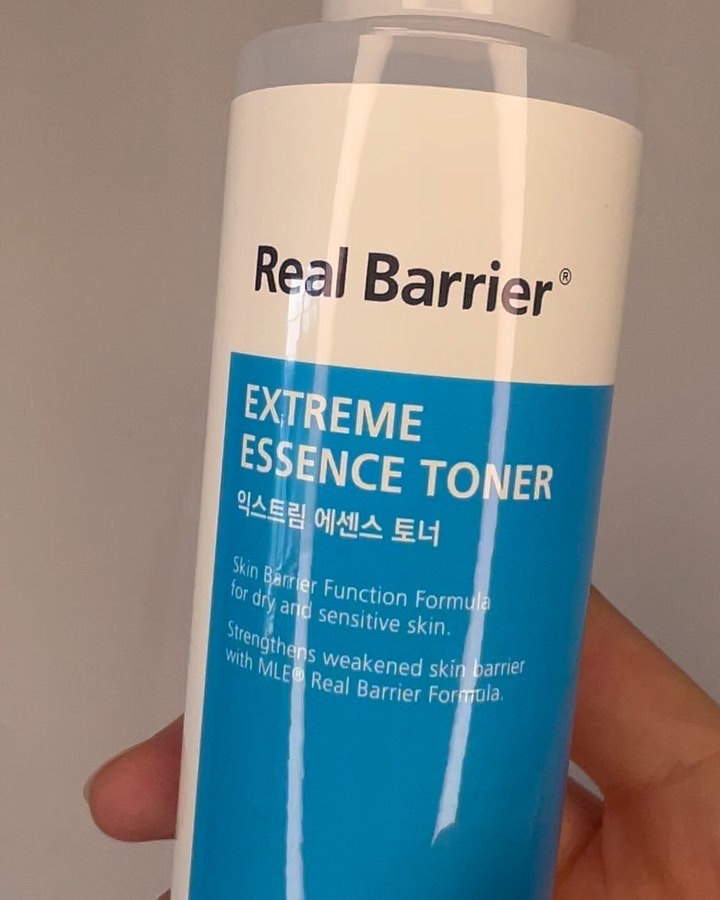 Real Barrier®
EXTREME
ESSENCE TONER
익스트림 에센스 토너
Skin Barrier Function Formula
for dry and sensitive skin.
Strengthens weakened skin barrier
with MLE® Real Barrier Formula.